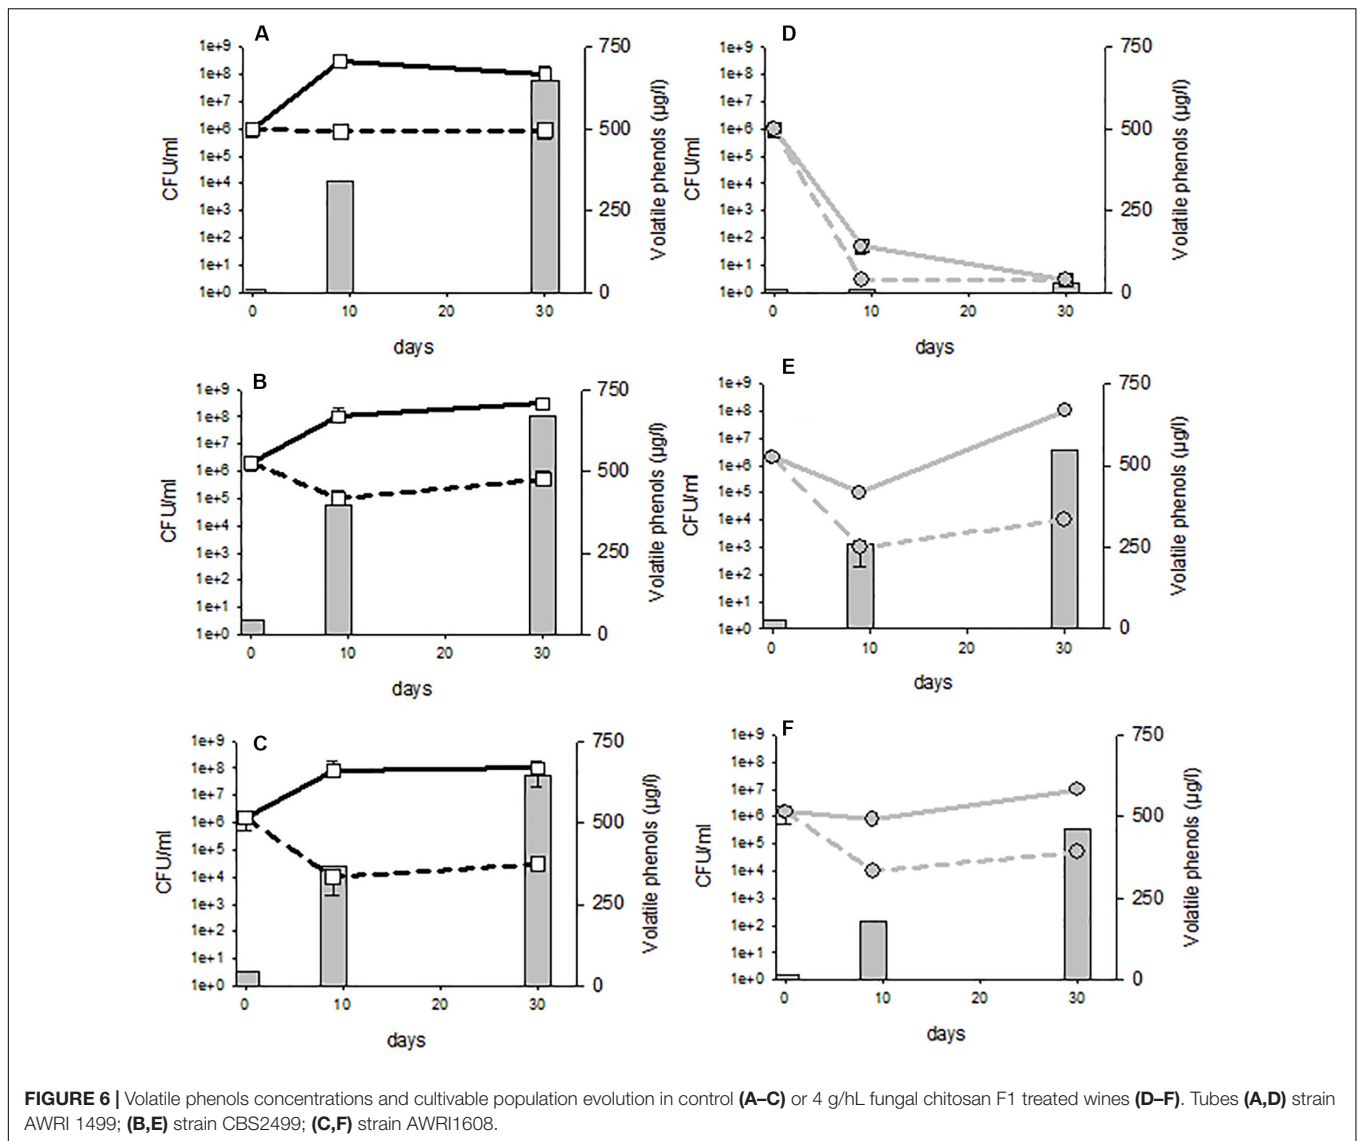 A
1e+9
1e+8
1e+7
1e+6
1e+5
1e+4
1e+3
1e+2
1e+1
1e+0
CFU/ml
750
500
250
0
Volatile phenols (µg/l)
0 10 20 30
days
D
1e+9
1e+8
1e+7
1e+6
1e+5
1e+4
1e+3
1e+2
1e+1
1e+0
CFU/ml
750
500
250
0
Volatile phenols (µg/l)
0 10 20 30
days
B
1e+9
1e+8
1e+7
1e+6
1e+5
1e+4
1e+3
1e+2
1e+1
1e+0
CFU/ml
750
500
250
0
Volatile phenols (µg/l)
0 10 20 30
days
E
1e+9
1e+8
1e+7
1e+6
1e+5
1e+4
1e+3
1e+2
1e+1
1e+0
CFU/ml
750
500
250
0
Volatile phenols (µg/l)
0 10 20 30
days
C
1e+9
1e+8
1e+7
1e+6
1e+5
1e+4
1e+3
1e+2
1e+1
1e+0
CFU/ml
750
500
250
0
Volatile phenols (µg/l)
0 10 20 30
days
F
1e+9
1e+8
1e+7
1e+6
1e+5
1e+4
1e+3
1e+2
1e+1
1e+0
CFU/ml
750
500
250
0
Volatile phenols (µg/l)
0 10 20 30
days
FIGURE 6 | Volatile phenols concentrations and cultivable population evolution in control (A–C) or 4 g/hL fungal chitosan F1 treated wines (D–F). Tubes (A,D) strain
AWRI 1499; (B,E) strain CBS2499; (C,F) strain AWRI1608.